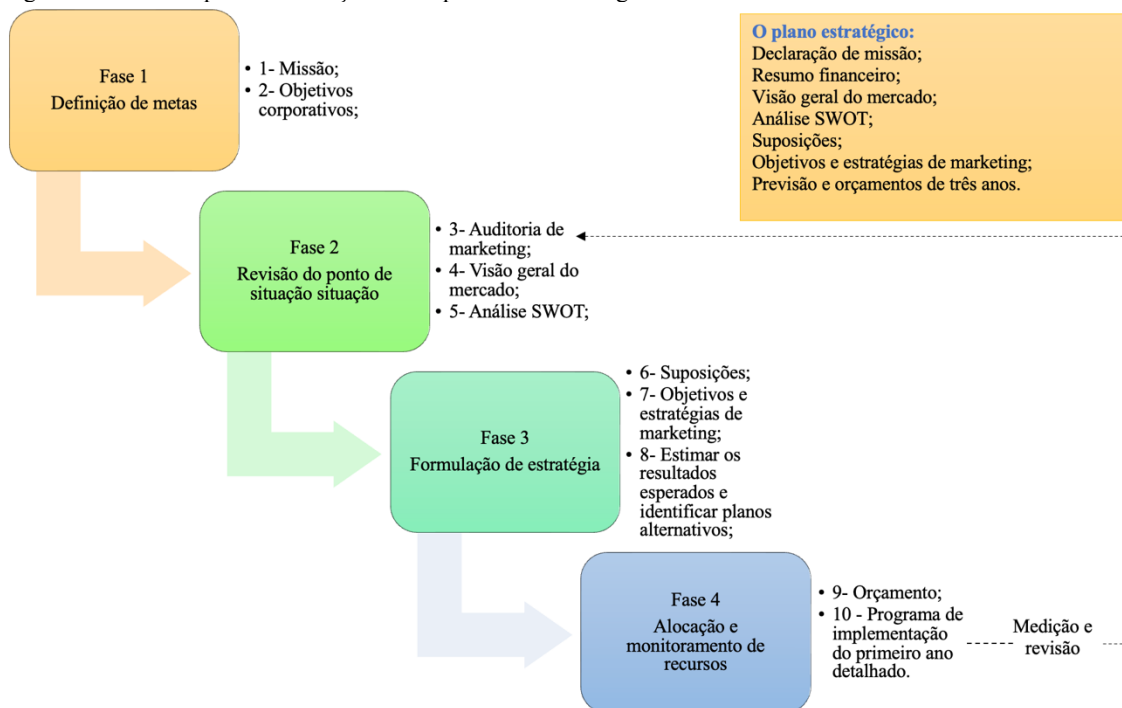 Fase 1
Definição de metas
• 1- Missão;
• 2- Objetivos
corporativos;
O plano estratégico:
Declaração de missão;
Resumo financeiro;
Visão geral do mercado;
Análise SWOT;
Suposições;
Objetivos e estratégias de marketing;
Previsão e orçamentos de três anos.
Fase 2
Revisão do ponto de
situação situação
• 3- Auditoria de
marketing;
• 4- Visão geral do
mercado;
• 5- Análise SWOT;
Fase 3
Formulação de estratégia
• 6- Suposições;
• 7- Objetivos e
estratégias de
marketing;
• 8- Estimar os
resultados
esperados e
identificar planos
alternativos;
Fase 4
Alocação e
monitoramento de
recursos
• 9- Orçamento;
• 10 - Programa de
implementação
do primeiro ano
detalhado.
Medição e
revisão